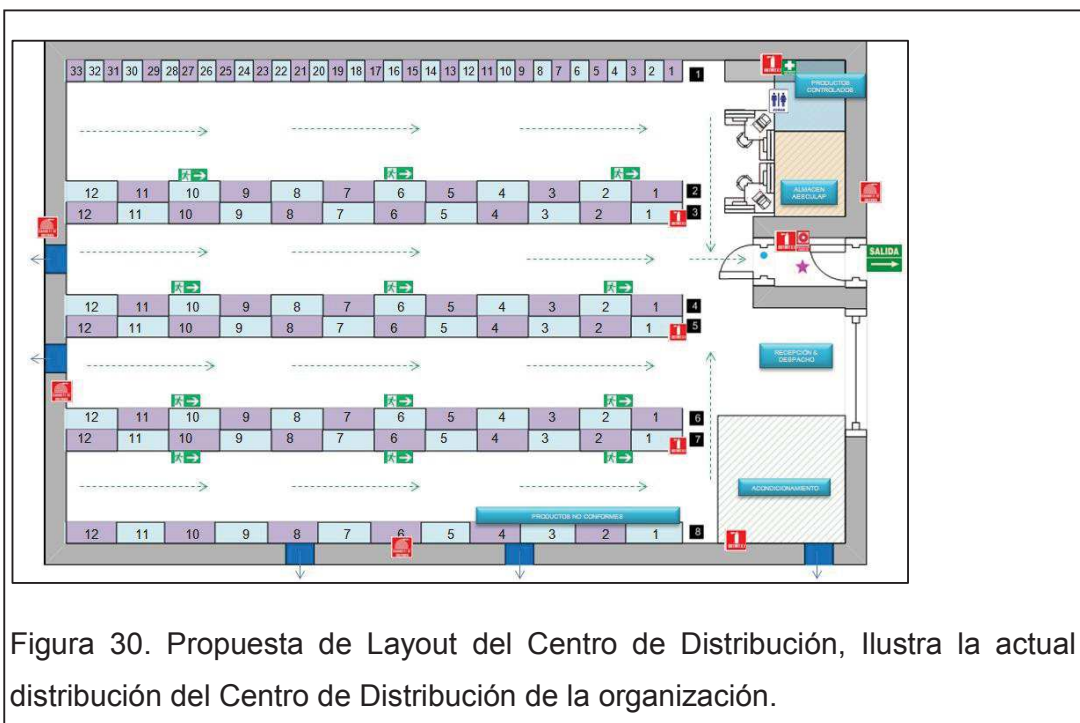 33 32 31 30 29 28 27 26 25 24 23 22 21 20 19 18 17 16 15 14 13 12 11 10 9 8 7 6 5 4 3 2 1 1
PRODUCTOS
CONTROLADOS
12 11 10 9 8 7 6 5 4 3 2 1 2
ALMACEN
AESCULAP
12 11 10 9 8 7 6 5 4 3 2 1 3
SALIDA
12 11 10 9 8 7 6 5 4 3 2 1 4
12 11 10 9 8 7 6 5 4 3 2 1 5
RECEPCIÓN &
DESPACHO
12 11 10 9 8 7 6 5 4 3 2 1 6
12 11 10 9 8 7 6 5 4 3 2 1 7
ACONDICIONAMIENTO
PRODUCTOS NO CONFORMES
12 11 10 9 8 7 6 5 4 3 2 1 8
Figura 30. Propuesta de Layout del Centro de Distribución, Ilustra la actual
distribución del Centro de Distribución de la organización.